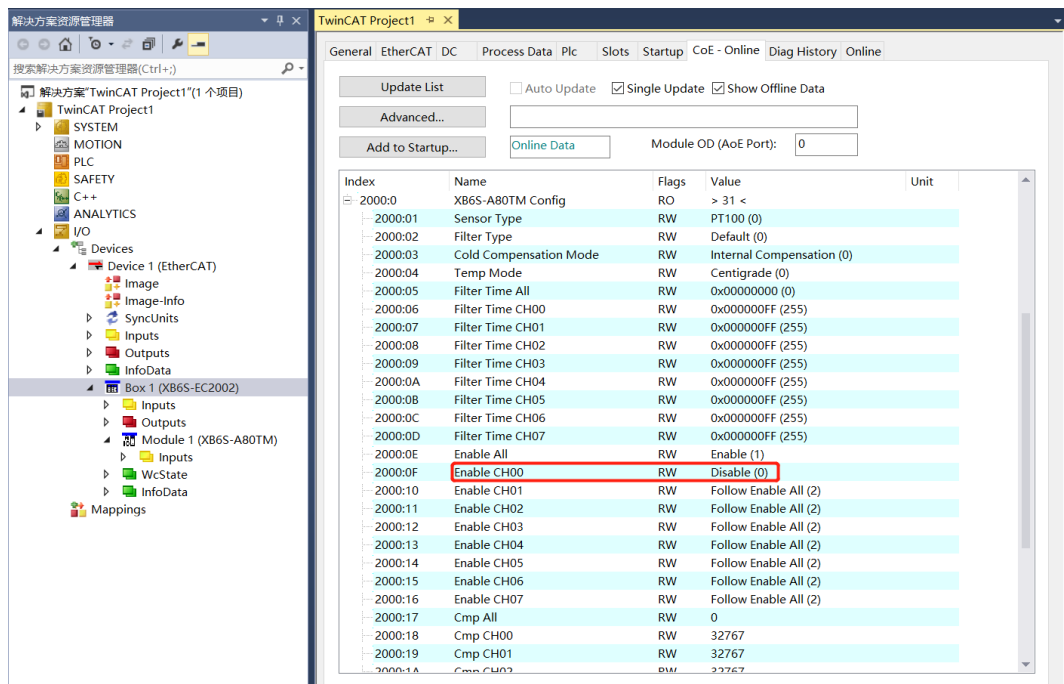 解决方案资源管理器
搜索解决方案资源管理器(Ctrl+;)
解决方案"TwinCAT Project1"(1 个项目)
TwinCAT Project1
SYSTEM
MOTION
PLC
SAFETY
C++
ANALYTICS
I/O
Devices
Device 1 (EtherCAT)
Image
Image-Info
SyncUnits
Inputs
Outputs
InfoData
Box 1 (XB6S-EC2002)
Inputs
Outputs
Module 1 (XB6S-A80TM)
Inputs
WcState
InfoData
Mappings
TwinCAT Project1
General EtherCAT DC Process Data Plc Slots Startup CoE - Online Diag History Online
Update List Auto Update Single Update Show Offline Data
Advanced...
Add to Startup... Online Data Module OD (AoE Port): 0
Index Name Flags Value Unit
2000:0 XB6S-A80TM Config RO > 31 <
2000:01 Sensor Type RW PT100 (0)
2000:02 Filter Type RW Default (0)
2000:03 Cold Compensation Mode RW Internal Compensation (0)
2000:04 Temp Mode RW Centigrade (0)
2000:05 Filter Time All RW 0x00000000 (0)
2000:06 Filter Time CH00 RW 0x000000FF (255)
2000:07 Filter Time CH01 RW 0x000000FF (255)
2000:08 Filter Time CH02 RW 0x000000FF (255)
2000:09 Filter Time CH03 RW 0x000000FF (255)
2000:0A Filter Time CH04 RW 0x000000FF (255)
2000:0B Filter Time CH05 RW 0x000000FF (255)
2000:0C Filter Time CH06 RW 0x000000FF (255)
2000:0D Filter Time CH07 RW 0x000000FF (255)
2000:0E Enable All RW Enable (1)
2000:0F Enable CH00 RW Disable (0)
2000:10 Enable CH01 RW Follow Enable All (2)
2000:11 Enable CH02 RW Follow Enable All (2)
2000:12 Enable CH03 RW Follow Enable All (2)
2000:13 Enable CH04 RW Follow Enable All (2)
2000:14 Enable CH05 RW Follow Enable All (2)
2000:15 Enable CH06 RW Follow Enable All (2)
2000:16 Enable CH07 RW Follow Enable All (2)
2000:17 Cmp All RW 0
2000:18 Cmp CH00 RW 32767
2000:19 Cmp CH01 RW 32767
2000:1A Cmp CH02 RW 32767